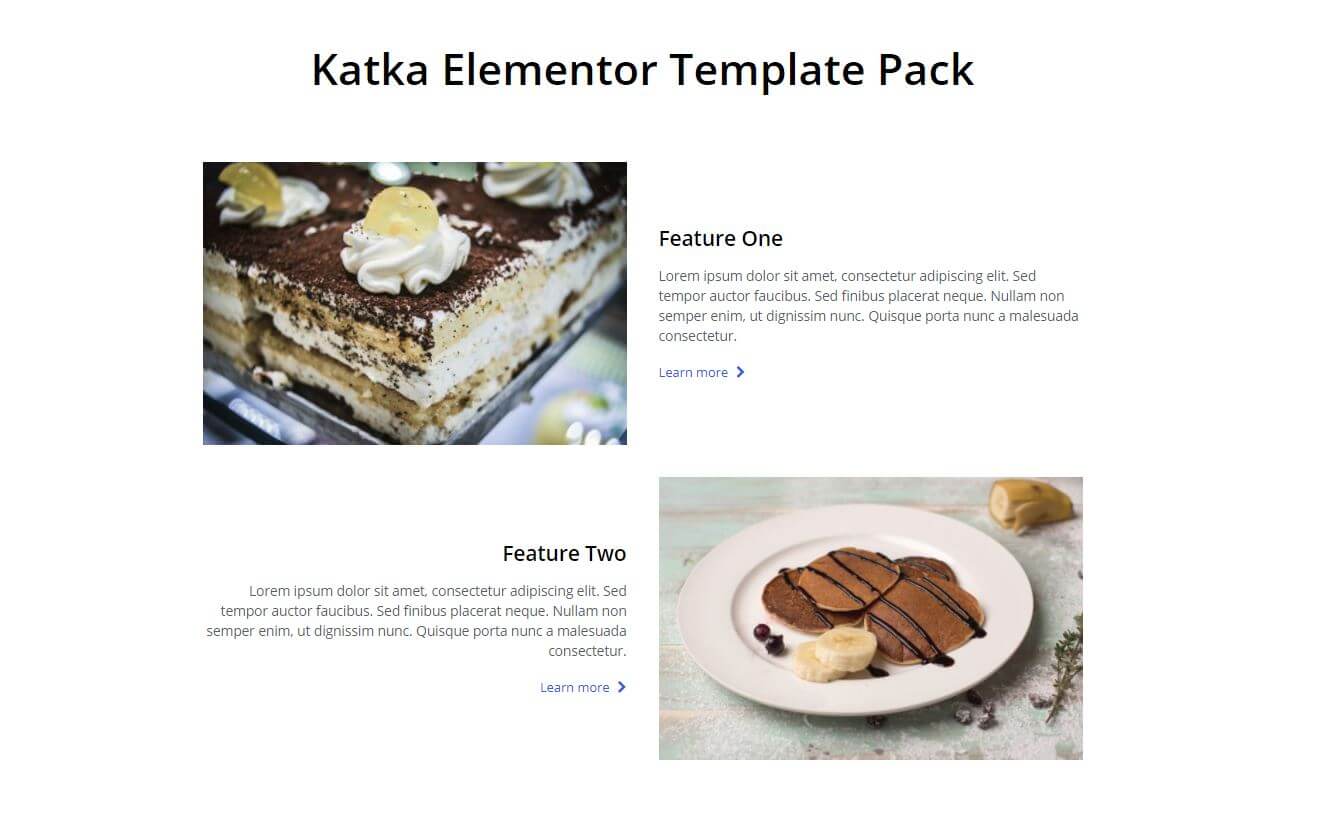 Katka Elementor Template Pack
Feature One
Lorem ipsum dolor sit amet, consectetur adipiscing elit. Sed
tempor auctor faucibus. Sed finibus placerat neque. Nullam non
semper enim, ut dignissim nunc. Quisque porta nunc a malesuada
consectetur.
Learn more
Feature Two
Lorem ipsum dolor sit amet, consectetur adipiscing elit. Sed
tempor auctor faucibus. Sed finibus placerat neque. Nullam non
semper enim, ut dignissim nunc. Quisque porta nunc a malesuada
consectetur.
Learn more